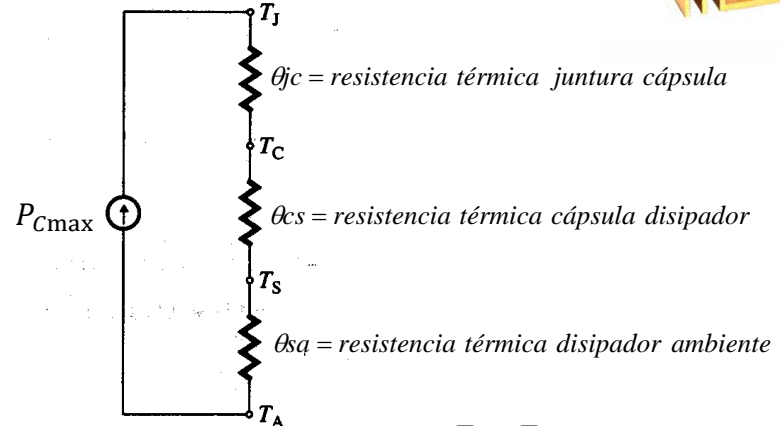 T_J
θjc = resistencia térmica juntura cápsula
T_C
P_Cmax
θcs = resistencia térmica cápsula disipador
T_S
θsa = resistencia térmica disipador ambiente
T_A